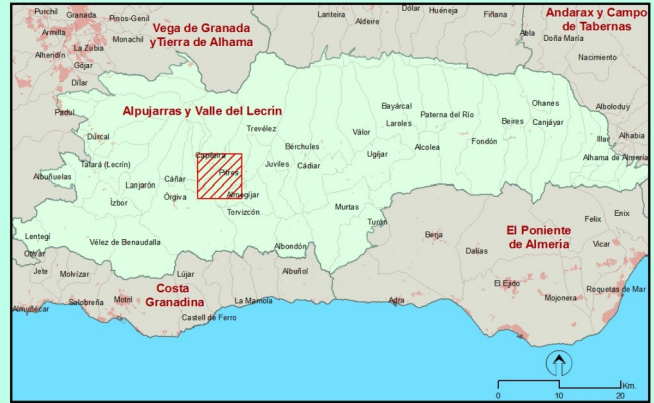 Purchil
Granada
Pinos-Genil
Armilla
Monachil
La Zubia
Alhendín
Gójar
Dílar
Padul
Vega de Granada
y Tierra de Alhama
Lanteira
Aldeire
Dólar
Huéneja
Fiñana
Abla
Andarax y Campo
de Tabernas
Doña María
Nacimiento
Alpujarras y Valle del Lecrín
Trevélez
Bayárcal
Laroles
Paterna del Río
Ohanes
Beires
Canjáyar
Alboloduy
Illar
Alhabia
Alhama de Almería
Dúrcal
Talará (Lecrín)
Albuñuelas
Lanjarón
Cáñar
Órgiva
Ízbor
Capileira
Pitres
Almegíjar
Torvizcón
Bérchules
Juviles
Cádiar
Válor
Ugíjar
Alcolea
Fondón
Murtas
Turón
Lentegí
Otívar
Vélez de Benaudalla
Albondón
Berja
Dalías
El Poniente
de Almería
Felix
Enix
Vicar
Jete
Molvízar
Lújar
Albuñol
Almuñécar
Salobreña
Motril
Costa
Granadina
La Mamola
Castell de Ferro
Adra
El Ejido
Mojonera
Roquetas de Mar
Km.
0
10
20